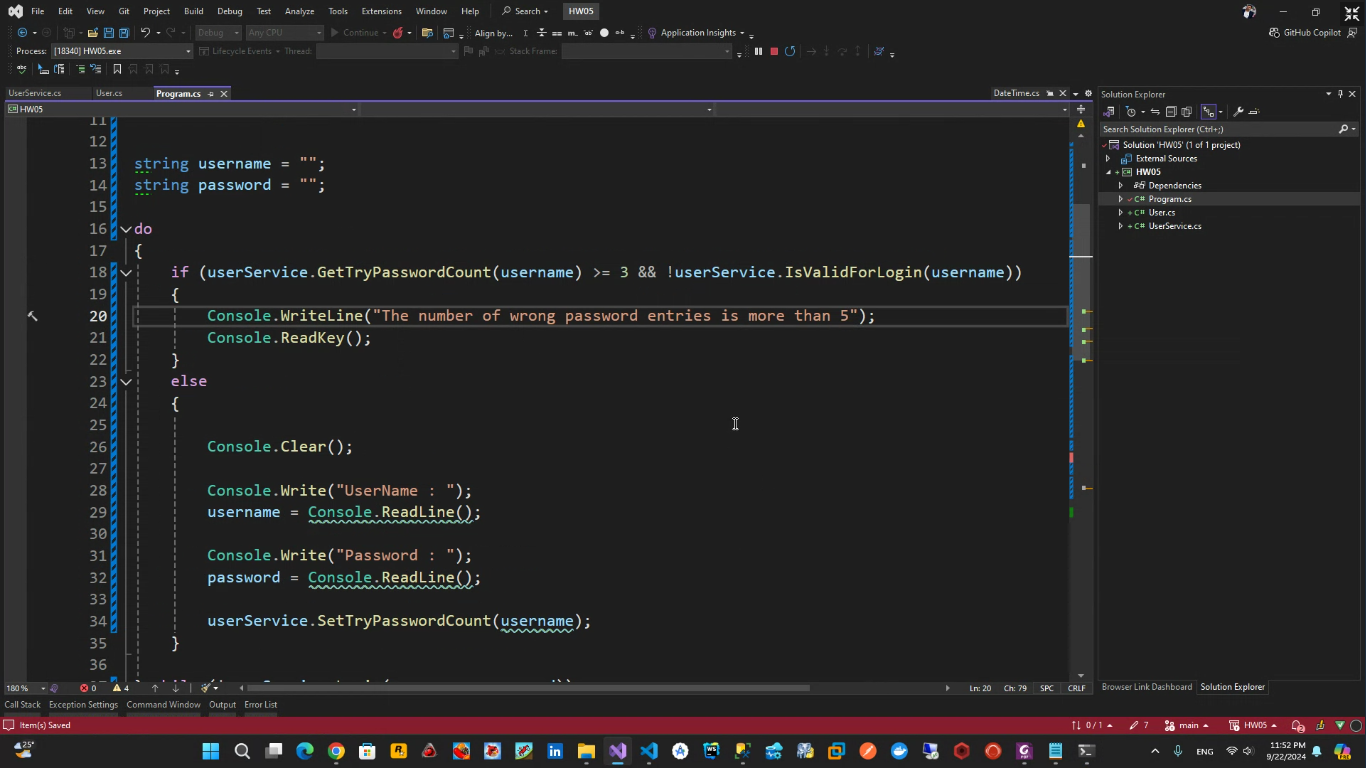 File Edit View Git Project Build Debug Test Analyze Tools Extensions Window Help Search HW05
Debug Any CPU Continue Align by... Application Insights GitHub Copilot
Process: [18340] HW05.exe Lifecycle Events Thread: Stack Frame:
UserService.cs User.cs Program.cs DateTime.cs
HW05
11
12
13 string username = "";
14 string password = "";
15
16 do
17 {
18 if (userService.GetTryPasswordCount(username) >= 3 && !userService.IsValidForLogin(username))
19 {
20 Console.WriteLine("The number of wrong password entries is more than 5");
21 Console.ReadKey();
22 }
23 else
24 {
25
26 Console.Clear();
27
28 Console.Write("UserName : ");
29 username = Console.ReadLine();
30
31 Console.Write("Password : ");
32 password = Console.ReadLine();
33
34 userService.SetTryPasswordCount(username);
35 }
36
180 % 0 4 Ln: 20 Ch: 79 SPC CRLF
Call Stack Exception Settings Command Window Output Error List
Solution Explorer
Search Solution Explorer (Ctrl+;)
Solution 'HW05' (1 of 1 project)
External Sources
HW05
Dependencies
C# Program.cs
C# User.cs
C# UserService.cs
Browser Link Dashboard Solution Explorer
Item(s) Saved 0 / 1 7 main HW05
25° ENG 11:52 PM
9/22/2024